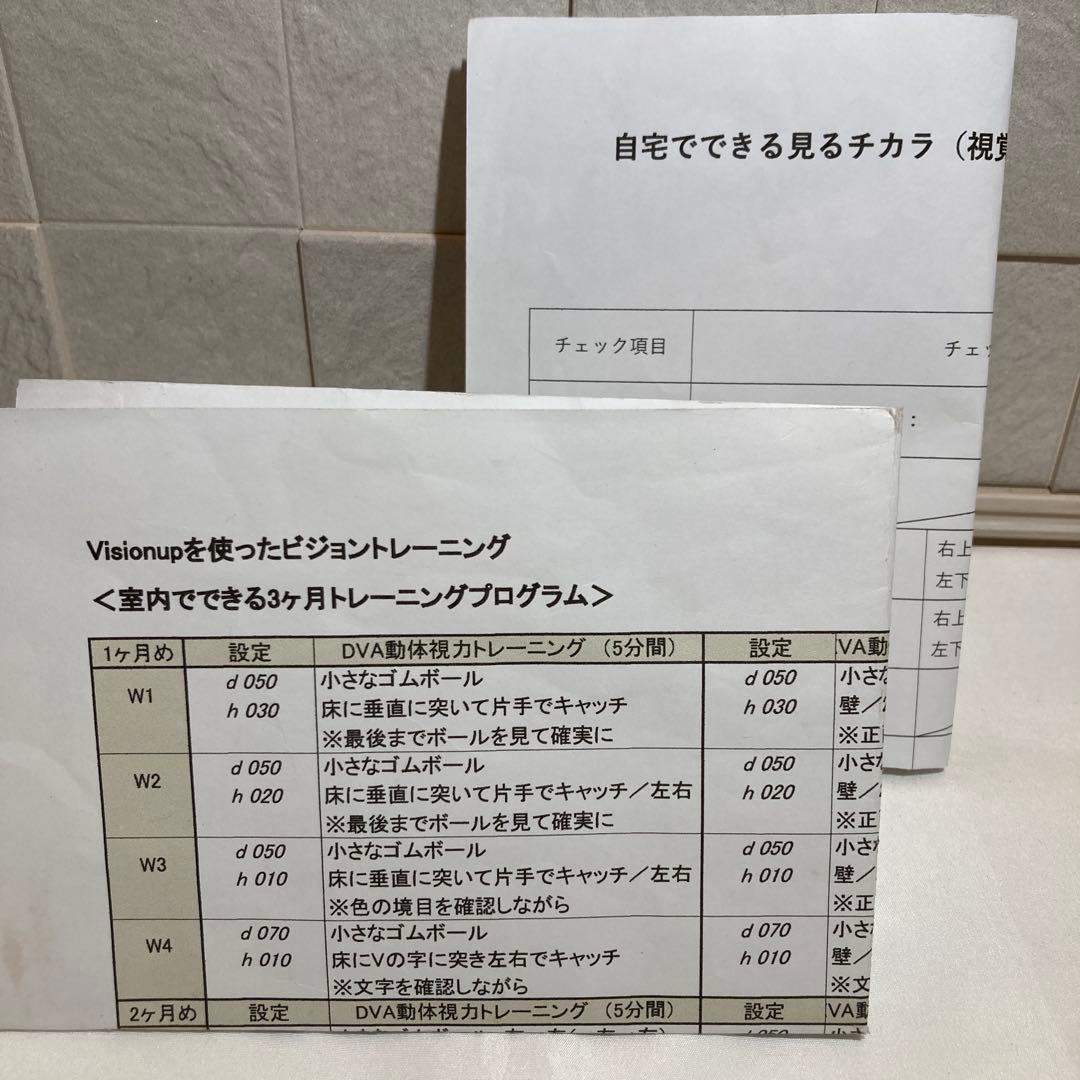 自宅でできる見るチカラ（視覚
チェック項目
チェッ
:
右上
左下
右上
左下
Visionupを使ったビジョントレーニング
＜室内でできる3ヶ月トレーニングプログラム＞
1ヶ月め 設定 DVA動体視力トレーニング （5分間） 設定 VA動
W1 d 050 小さなゴムボール d 050 小さな
h 030 床に垂直に突いて片手でキャッチ h 030 壁／
※最後までボールを見て確実に ※正
W2 d 050 小さなゴムボール d 050 小さな
h 020 床に垂直に突いて片手でキャッチ／左右 h 020 壁／
※最後までボールを見て確実に ※正
W3 d 050 小さなゴムボール d 050 小さ
h 010 床に垂直に突いて片手でキャッチ／左右 h 010 壁／
※色の境目を確認しながら ※正
W4 d 070 小さなゴムボール d 070 小さ
h 010 床にVの字に突き左右でキャッチ h 010 壁／
※文字を確認しながら ※文
2ヶ月め 設定 DVA動体視力トレーニング （5分間） 設定 VA動